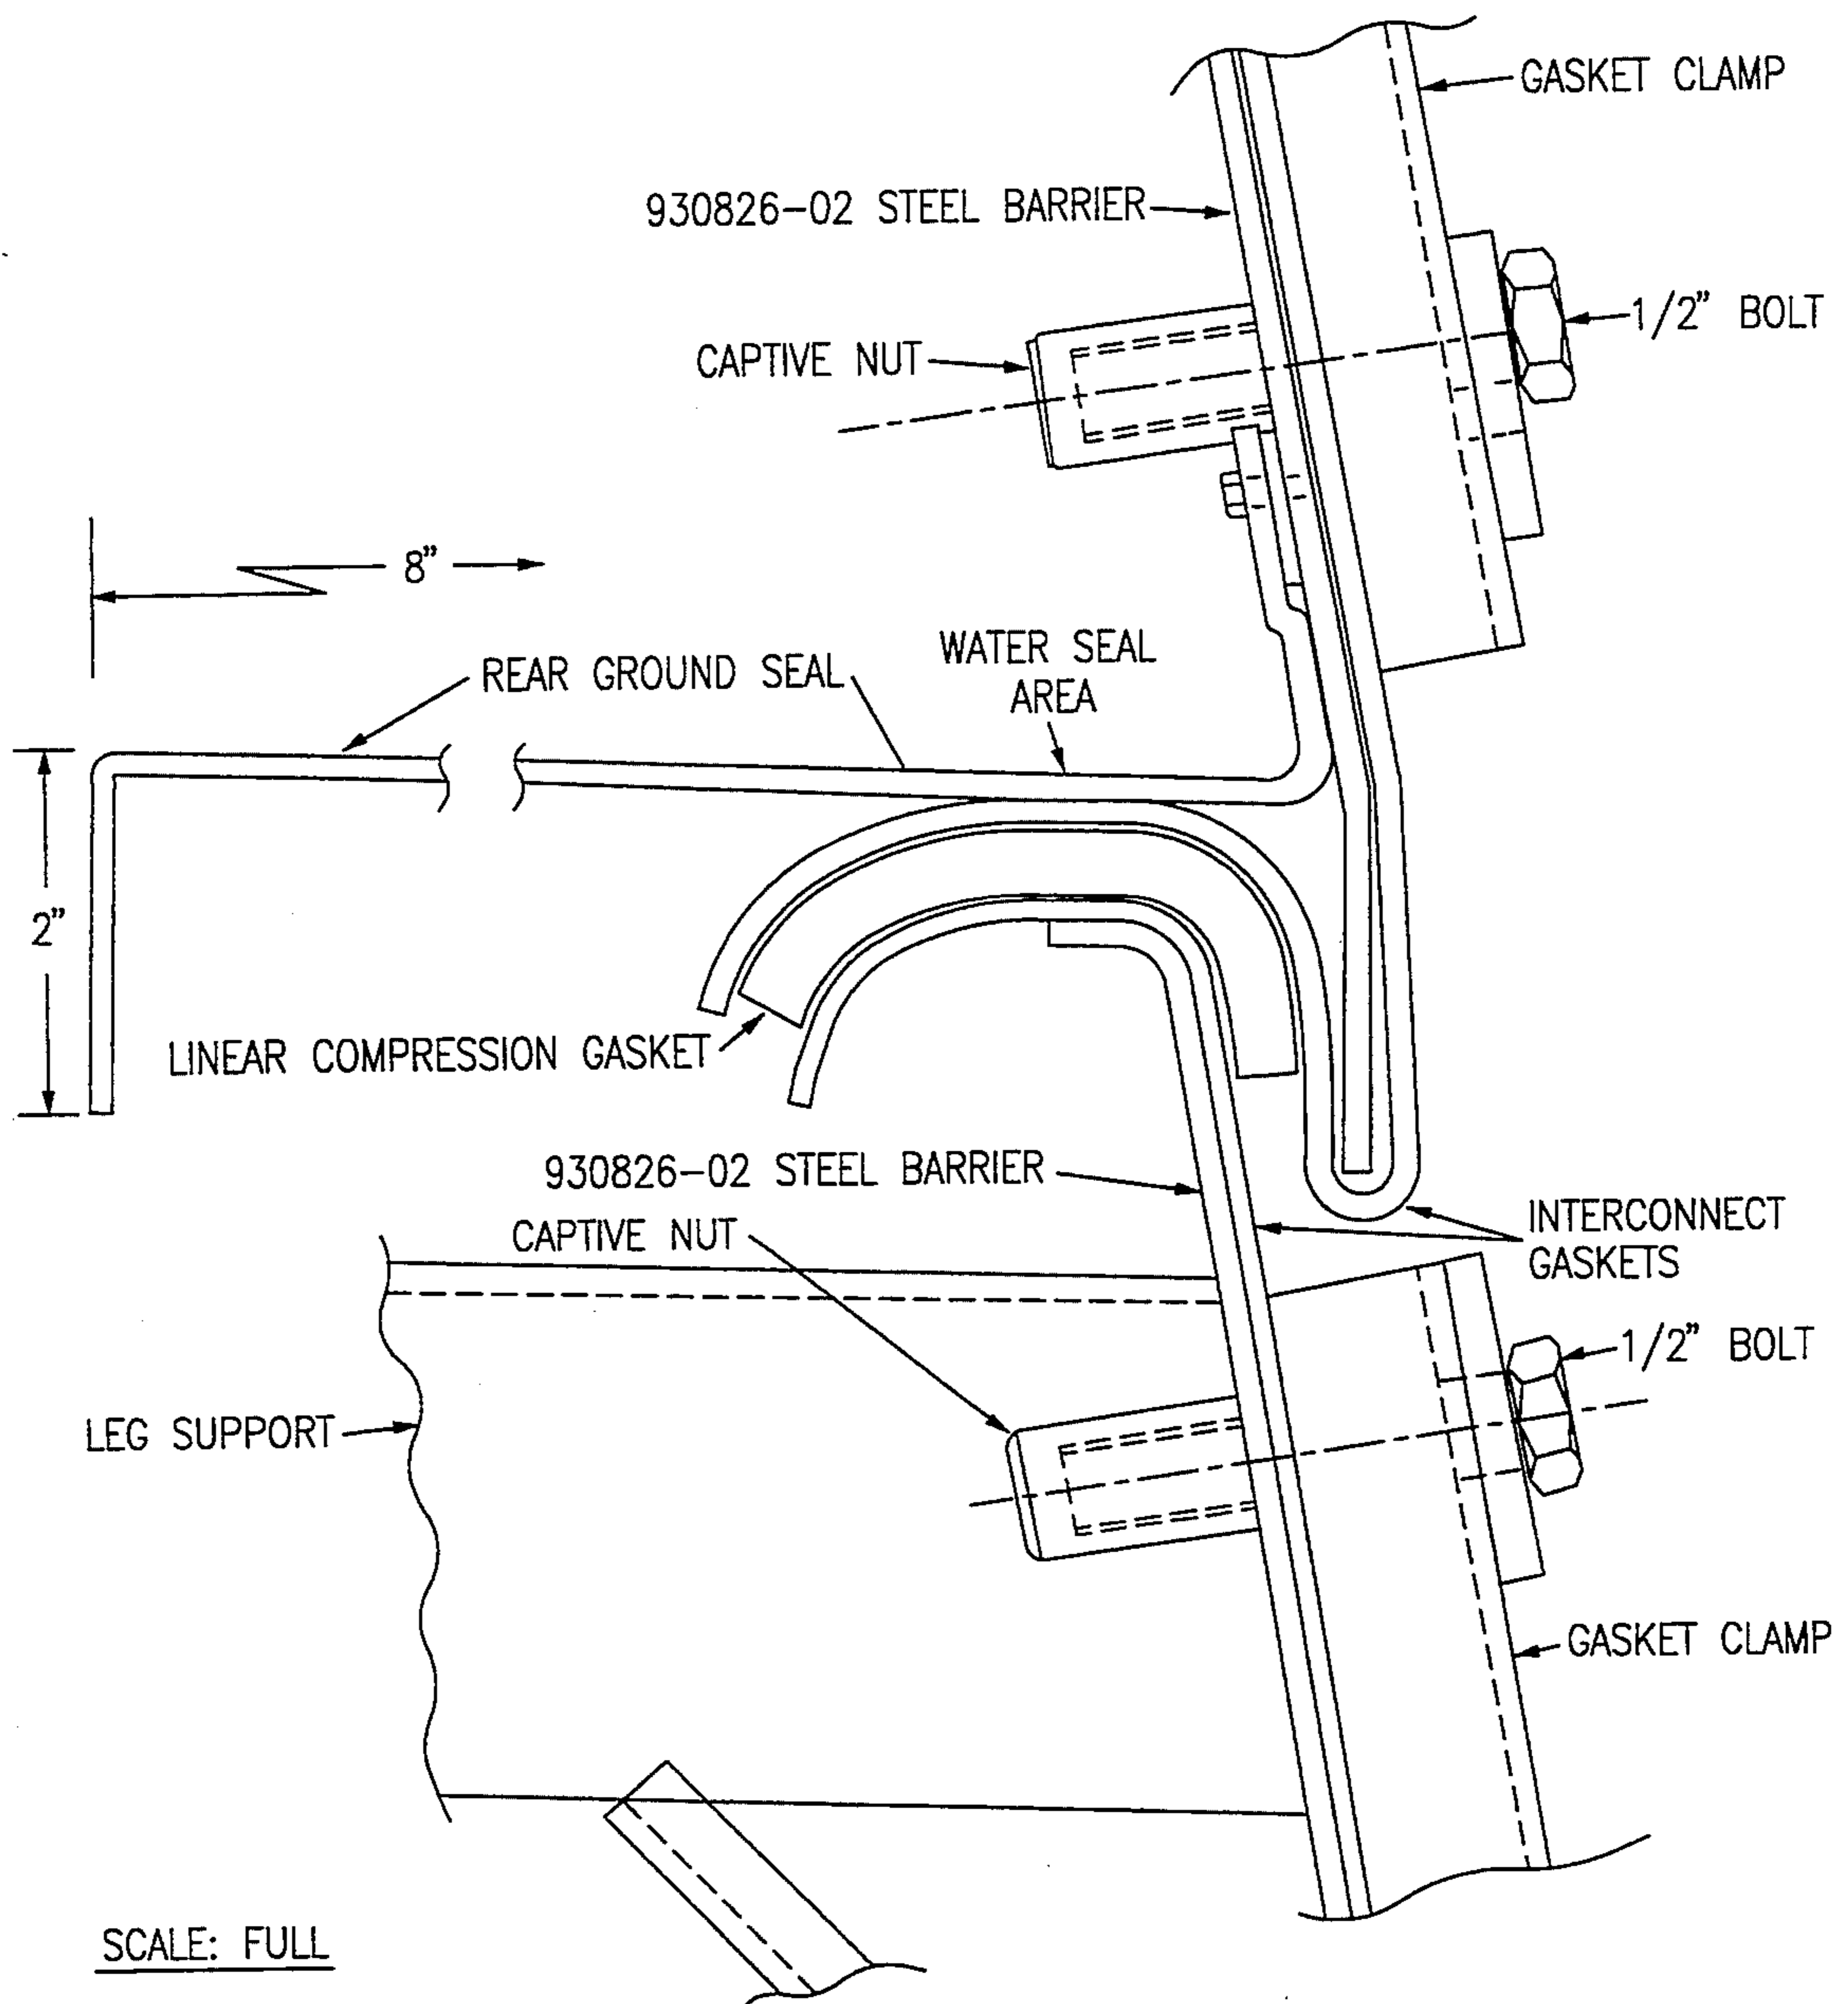 GASKET CLAMP
930826-02 STEEL BARRIER
1/2" BOLT
CAPTIVE NUT
8"
WATER SEAL
AREA
REAR GROUND SEAL
2"
LINEAR COMPRESSION GASKET
930826-02 STEEL BARRIER
CAPTIVE NUT
INTERCONNECT
GASKETS
1/2" BOLT
LEG SUPPORT
GASKET CLAMP
SCALE: FULL